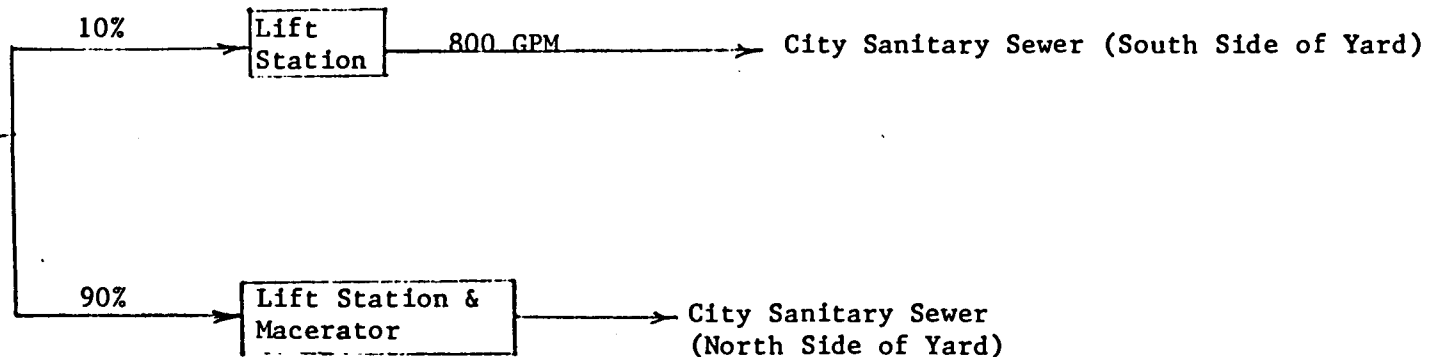 10%
Lift
Station
800 GPM
City Sanitary Sewer (South Side of Yard)
90%
Lift Station &
Macerator
City Sanitary Sewer
(North Side of Yard)